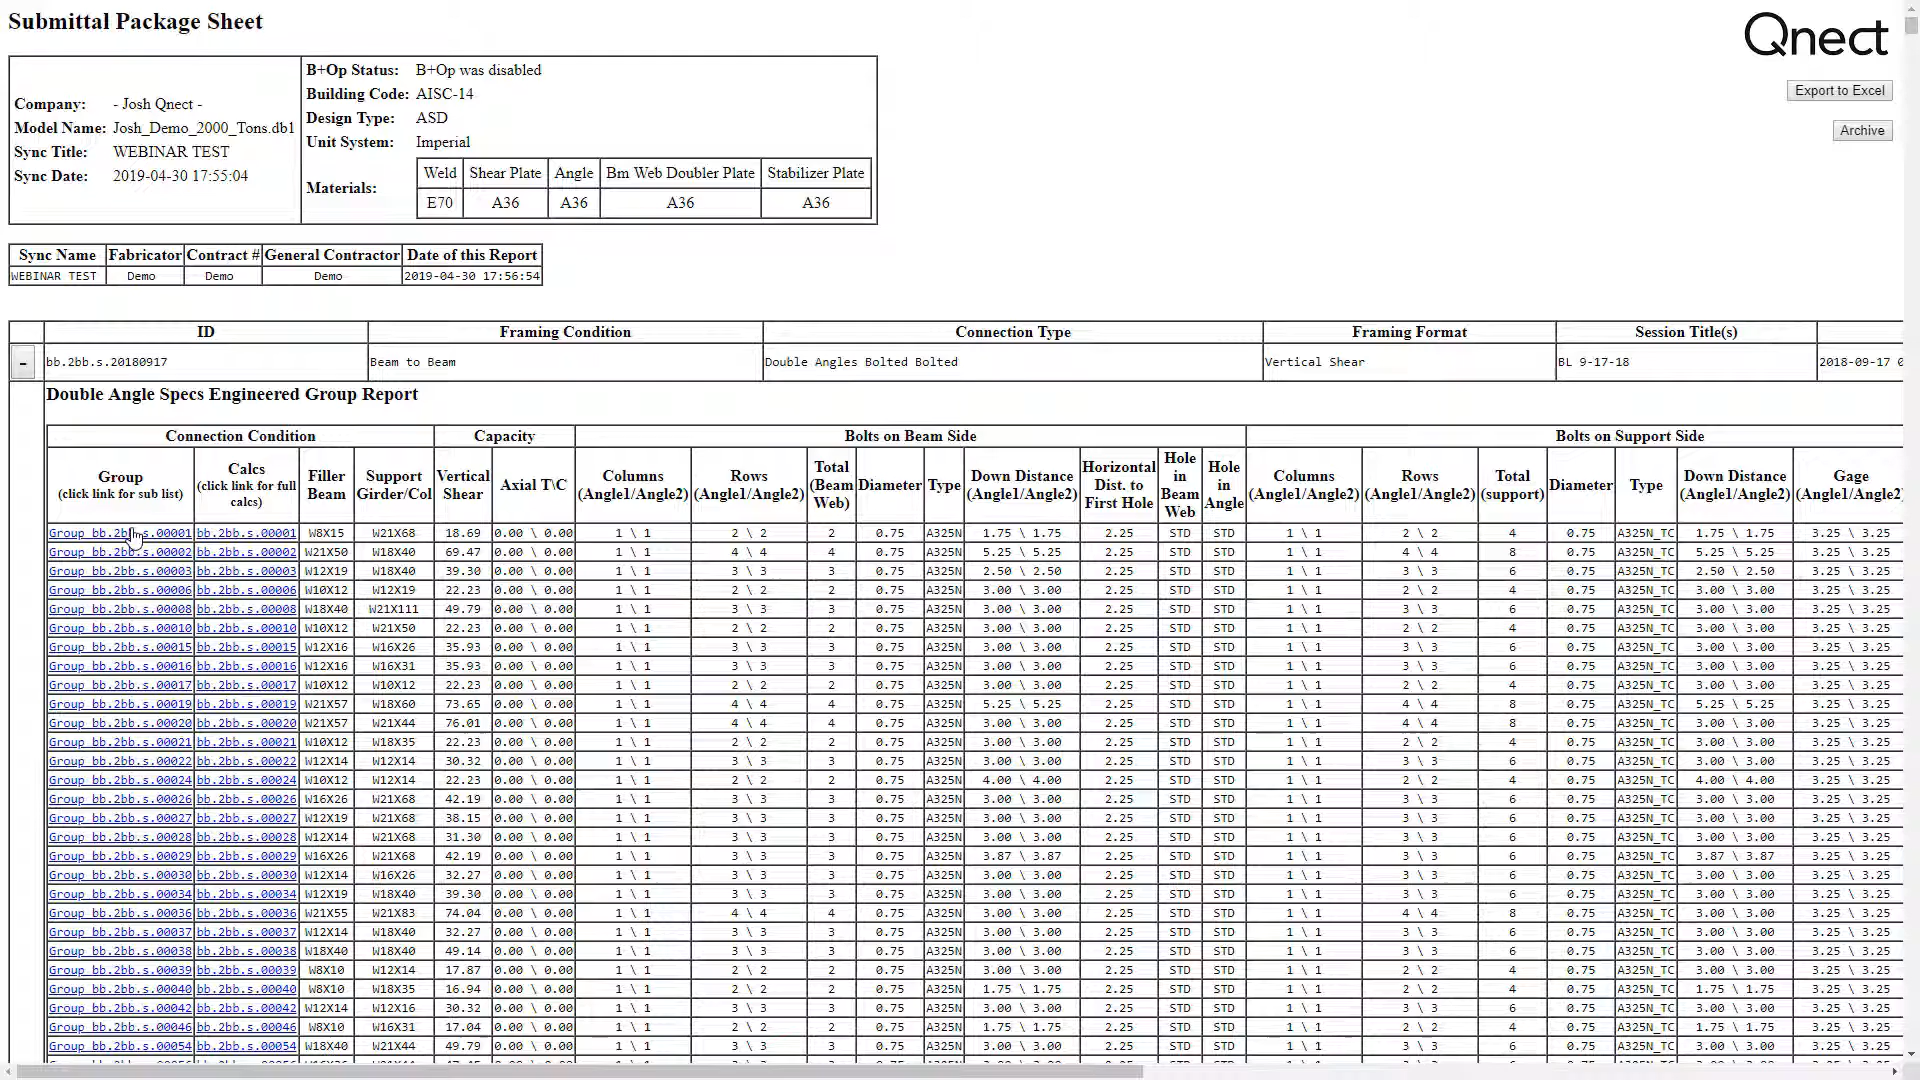 Submittal Package Sheet
Qnect
Export to Excel
Archive
Company: - Josh Qnect -
Model Name: Josh_Demo_2000_Tons.db1
Sync Title: WEBINAR TEST
Sync Date: 2019-04-30 17:55:04
B+Op Status: B+Op was disabled
Building Code: AISC-14
Design Type: ASD
Unit System: Imperial
Materials:
Weld Shear Plate Angle Bm Web Doubler Plate Stabilizer Plate
E70 A36 A36 A36 A36
Sync Name Fabricator Contract # General Contractor Date of this Report
WEBINAR TEST Demo Demo Demo 2019-04-30 17:56:54
ID Framing Condition Connection Type Framing Format Session Title(s)
- bb.2bb.s.20180917 Beam to Beam Double Angles Bolted Bolted Vertical Shear BL 9-17-18 2018-09-17
Double Angle Specs Engineered Group Report
Connection Condition Capacity Bolts on Beam Side Bolts on Support Side
Group (click link for sub list) Calcs (click link for full calcs) Filler Beam Support Girder/Col Vertical Shear Axial T\C Columns (Angle1/Angle2) Rows (Angle1/Angle2) Total (Beam Web) Diameter Type Down Distance (Angle1/Angle2) Horizontal Dist. to First Hole Hole in Beam Web Hole in Angle Columns (Angle1/Angle2) Rows (Angle1/Angle2) Total (support) Diameter Type Down Distance (Angle1/Angle2) Gage (Angle1/Angle2)
Group bb.2bb.s.00001 bb.2bb.s.00001 W8X15 W21X68 18.69 0.00 \ 0.00 1 \ 1 2 \ 2 2 0.75 A325N 1.75 \ 1.75 2.25 STD STD 1 \ 1 2 \ 2 4 0.75 A325N_TC 1.75 \ 1.75 3.25 \ 3.25
Group bb.2bb.s.00002 bb.2bb.s.00002 W21X50 W18X40 69.47 0.00 \ 0.00 1 \ 1 4 \ 4 4 0.75 A325N 5.25 \ 5.25 2.25 STD STD 1 \ 1 4 \ 4 8 0.75 A325N_TC 5.25 \ 5.25 3.25 \ 3.25
Group bb.2bb.s.00003 bb.2bb.s.00003 W12X19 W18X40 39.30 0.00 \ 0.00 1 \ 1 3 \ 3 3 0.75 A325N 2.50 \ 2.50 2.25 STD STD 1 \ 1 3 \ 3 6 0.75 A325N_TC 2.50 \ 2.50 3.25 \ 3.25
Group bb.2bb.s.00006 bb.2bb.s.00006 W10X12 W12X19 22.23 0.00 \ 0.00 1 \ 1 2 \ 2 2 0.75 A325N 3.00 \ 3.00 2.25 STD STD 1 \ 1 2 \ 2 4 0.75 A325N_TC 3.00 \ 3.00 3.25 \ 3.25
Group bb.2bb.s.00008 bb.2bb.s.00008 W18X40 W21X111 49.79 0.00 \ 0.00 1 \ 1 3 \ 3 3 0.75 A325N 3.00 \ 3.00 2.25 STD STD 1 \ 1 3 \ 3 6 0.75 A325N_TC 3.00 \ 3.00 3.25 \ 3.25
Group bb.2bb.s.00010 bb.2bb.s.00010 W10X12 W21X50 22.23 0.00 \ 0.00 1 \ 1 2 \ 2 2 0.75 A325N 3.00 \ 3.00 2.25 STD STD 1 \ 1 2 \ 2 4 0.75 A325N_TC 3.00 \ 3.00 3.25 \ 3.25
Group bb.2bb.s.00015 bb.2bb.s.00015 W12X16 W16X26 35.93 0.00 \ 0.00 1 \ 1 3 \ 3 3 0.75 A325N 3.00 \ 3.00 2.25 STD STD 1 \ 1 3 \ 3 6 0.75 A325N_TC 3.00 \ 3.00 3.25 \ 3.25
Group bb.2bb.s.00016 bb.2bb.s.00016 W12X16 W16X31 35.93 0.00 \ 0.00 1 \ 1 3 \ 3 3 0.75 A325N 3.00 \ 3.00 2.25 STD STD 1 \ 1 3 \ 3 6 0.75 A325N_TC 3.00 \ 3.00 3.25 \ 3.25
Group bb.2bb.s.00017 bb.2bb.s.00017 W10X12 W10X12 22.23 0.00 \ 0.00 1 \ 1 2 \ 2 2 0.75 A325N 3.00 \ 3.00 2.25 STD STD 1 \ 1 2 \ 2 4 0.75 A325N_TC 3.00 \ 3.00 3.25 \ 3.25
Group bb.2bb.s.00019 bb.2bb.s.00019 W21X57 W18X60 73.65 0.00 \ 0.00 1 \ 1 4 \ 4 4 0.75 A325N 5.25 \ 5.25 2.25 STD STD 1 \ 1 4 \ 4 8 0.75 A325N_TC 5.25 \ 5.25 3.25 \ 3.25
Group bb.2bb.s.00020 bb.2bb.s.00020 W21X57 W21X44 76.01 0.00 \ 0.00 1 \ 1 4 \ 4 4 0.75 A325N 3.00 \ 3.00 2.25 STD STD 1 \ 1 4 \ 4 8 0.75 A325N_TC 3.00 \ 3.00 3.25 \ 3.25
Group bb.2bb.s.00021 bb.2bb.s.00021 W10X12 W18X35 22.23 0.00 \ 0.00 1 \ 1 2 \ 2 2 0.75 A325N 3.00 \ 3.00 2.25 STD STD 1 \ 1 2 \ 2 4 0.75 A325N_TC 3.00 \ 3.00 3.25 \ 3.25
Group bb.2bb.s.00022 bb.2bb.s.00022 W12X14 W12X14 30.32 0.00 \ 0.00 1 \ 1 3 \ 3 3 0.75 A325N 3.00 \ 3.00 2.25 STD STD 1 \ 1 3 \ 3 6 0.75 A325N_TC 3.00 \ 3.00 3.25 \ 3.25
Group bb.2bb.s.00024 bb.2bb.s.00024 W10X12 W12X14 22.23 0.00 \ 0.00 1 \ 1 2 \ 2 2 0.75 A325N 4.00 \ 4.00 2.25 STD STD 1 \ 1 2 \ 2 4 0.75 A325N_TC 4.00 \ 4.00 3.25 \ 3.25
Group bb.2bb.s.00026 bb.2bb.s.00026 W16X26 W21X68 42.19 0.00 \ 0.00 1 \ 1 3 \ 3 3 0.75 A325N 3.00 \ 3.00 2.25 STD STD 1 \ 1 3 \ 3 6 0.75 A325N_TC 3.00 \ 3.00 3.25 \ 3.25
Group bb.2bb.s.00027 bb.2bb.s.00027 W12X19 W21X68 38.15 0.00 \ 0.00 1 \ 1 3 \ 3 3 0.75 A325N 3.00 \ 3.00 2.25 STD STD 1 \ 1 3 \ 3 6 0.75 A325N_TC 3.00 \ 3.00 3.25 \ 3.25
Group bb.2bb.s.00028 bb.2bb.s.00028 W12X14 W21X68 31.30 0.00 \ 0.00 1 \ 1 3 \ 3 3 0.75 A325N 3.00 \ 3.00 2.25 STD STD 1 \ 1 3 \ 3 6 0.75 A325N_TC 3.00 \ 3.00 3.25 \ 3.25
Group bb.2bb.s.00029 bb.2bb.s.00029 W16X26 W21X68 42.19 0.00 \ 0.00 1 \ 1 3 \ 3 3 0.75 A325N 3.87 \ 3.87 2.25 STD STD 1 \ 1 3 \ 3 6 0.75 A325N_TC 3.87 \ 3.87 3.25 \ 3.25
Group bb.2bb.s.00030 bb.2bb.s.00030 W12X14 W16X26 32.27 0.00 \ 0.00 1 \ 1 3 \ 3 3 0.75 A325N 3.00 \ 3.00 2.25 STD STD 1 \ 1 3 \ 3 6 0.75 A325N_TC 3.00 \ 3.00 3.25 \ 3.25
Group bb.2bb.s.00034 bb.2bb.s.00034 W12X19 W18X40 39.30 0.00 \ 0.00 1 \ 1 3 \ 3 3 0.75 A325N 3.00 \ 3.00 2.25 STD STD 1 \ 1 3 \ 3 6 0.75 A325N_TC 3.00 \ 3.00 3.25 \ 3.25
Group bb.2bb.s.00036 bb.2bb.s.00036 W21X55 W21X83 74.04 0.00 \ 0.00 1 \ 1 4 \ 4 4 0.75 A325N 3.00 \ 3.00 2.25 STD STD 1 \ 1 4 \ 4 8 0.75 A325N_TC 3.00 \ 3.00 3.25 \ 3.25
Group bb.2bb.s.00037 bb.2bb.s.00037 W12X14 W18X40 32.27 0.00 \ 0.00 1 \ 1 3 \ 3 3 0.75 A325N 3.00 \ 3.00 2.25 STD STD 1 \ 1 3 \ 3 6 0.75 A325N_TC 3.00 \ 3.00 3.25 \ 3.25
Group bb.2bb.s.00038 bb.2bb.s.00038 W18X40 W18X40 49.14 0.00 \ 0.00 1 \ 1 3 \ 3 3 0.75 A325N 3.00 \ 3.00 2.25 STD STD 1 \ 1 3 \ 3 6 0.75 A325N_TC 3.00 \ 3.00 3.25 \ 3.25
Group bb.2bb.s.00039 bb.2bb.s.00039 W8X10 W12X14 17.87 0.00 \ 0.00 1 \ 1 2 \ 2 2 0.75 A325N 3.00 \ 3.00 2.25 STD STD 1 \ 1 2 \ 2 4 0.75 A325N_TC 3.00 \ 3.00 3.25 \ 3.25
Group bb.2bb.s.00040 bb.2bb.s.00040 W8X10 W18X35 16.94 0.00 \ 0.00 1 \ 1 2 \ 2 2 0.75 A325N 1.75 \ 1.75 2.25 STD STD 1 \ 1 2 \ 2 4 0.75 A325N_TC 1.75 \ 1.75 3.25 \ 3.25
Group bb.2bb.s.00042 bb.2bb.s.00042 W12X14 W12X16 30.32 0.00 \ 0.00 1 \ 1 3 \ 3 3 0.75 A325N 3.00 \ 3.00 2.25 STD STD 1 \ 1 3 \ 3 6 0.75 A325N_TC 3.00 \ 3.00 3.25 \ 3.25
Group bb.2bb.s.00046 bb.2bb.s.00046 W8X10 W16X31 17.04 0.00 \ 0.00 1 \ 1 2 \ 2 2 0.75 A325N 1.75 \ 1.75 2.25 STD STD 1 \ 1 2 \ 2 4 0.75 A325N_TC 1.75 \ 1.75 3.25 \ 3.25
Group bb.2bb.s.00054 bb.2bb.s.00054 W18X40 W21X44 49.79 0.00 \ 0.00 1 \ 1 3 \ 3 3 0.75 A325N 3.00 \ 3.00 2.25 STD STD 1 \ 1 3 \ 3 6 0.75 A325N_TC 3.00 \ 3.00 3.25 \ 3.25